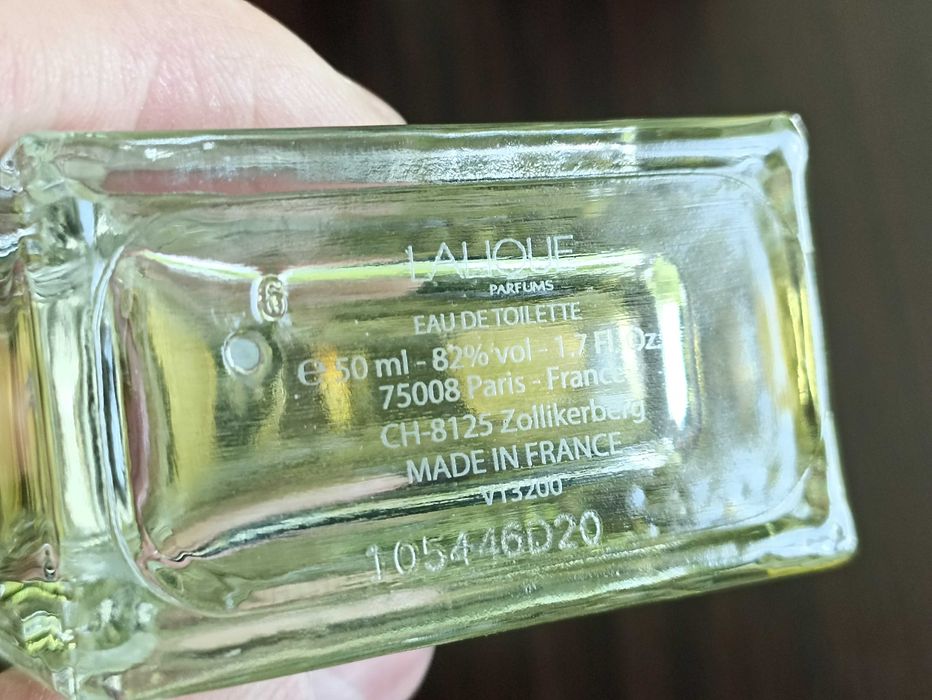 LALIQUE
PARFUMS
EAU DE TOILETTE
℮ 50 ml - 82% vol - 1.7 Fl. Oz
75008 Paris - France
CH-8125 Zollikerberg
MADE IN FRANCE
VT3200
105446D20
6